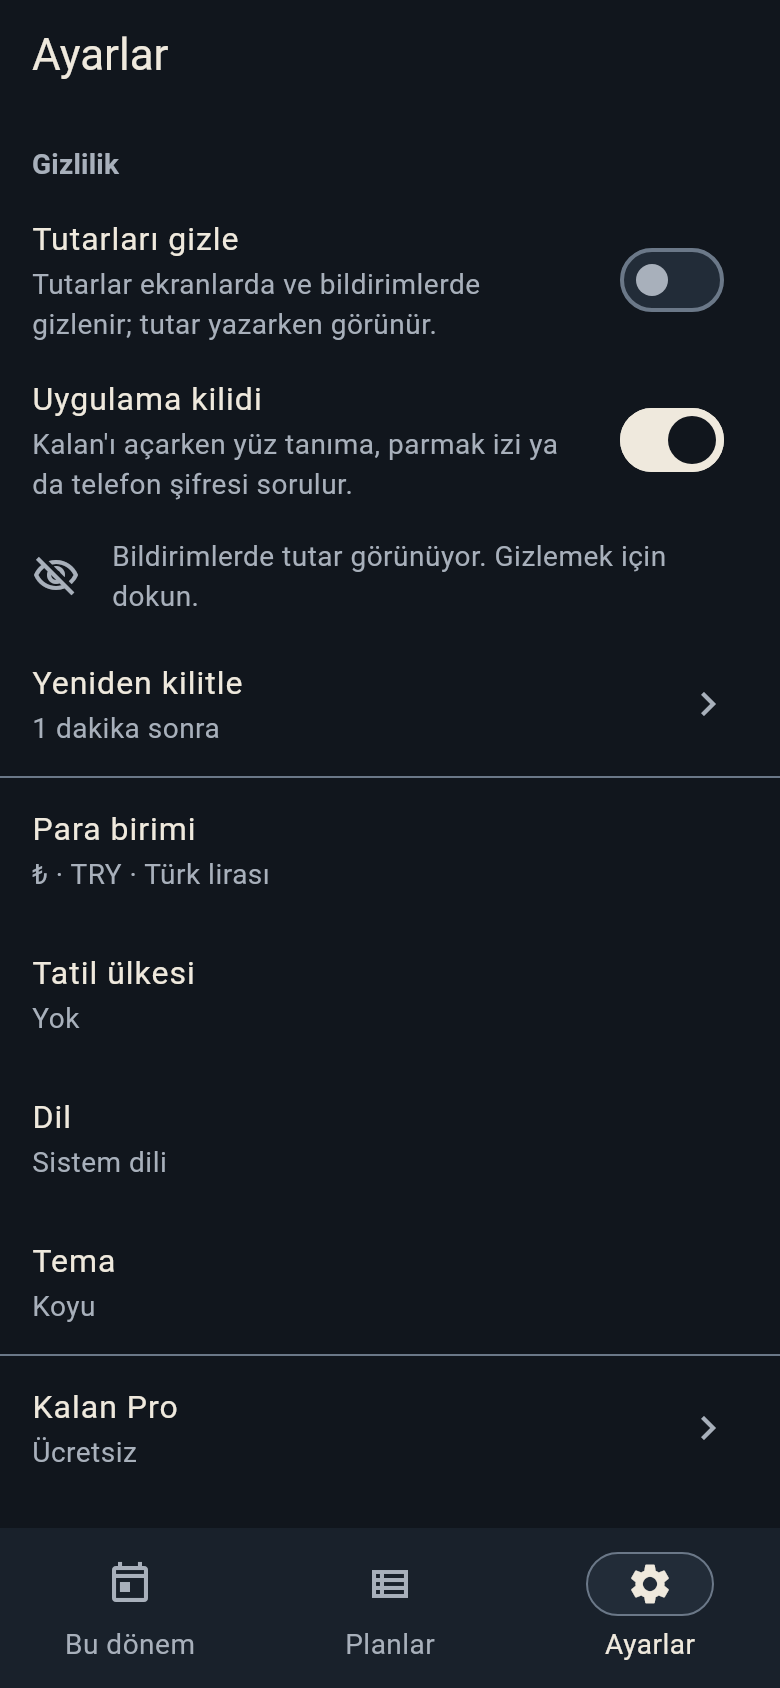 Ayarlar
Gizlilik
Tutarları gizle
Tutarlar ekranlarda ve bildirimlerde
gizlenir; tutar yazarken görünür.
Uygulama kilidi
Kalan'ı açarken yüz tanıma, parmak izi ya
da telefon şifresi sorulur.
Bildirimlerde tutar görünüyor. Gizlemek için
dokun.
Yeniden kilitle
1 dakika sonra
Para birimi
₺ · TRY · Türk lirası
Tatil ülkesi
Yok
Dil
Sistem dili
Tema
Koyu
Kalan Pro
Ücretsiz
Bu dönem
Planlar
Ayarlar